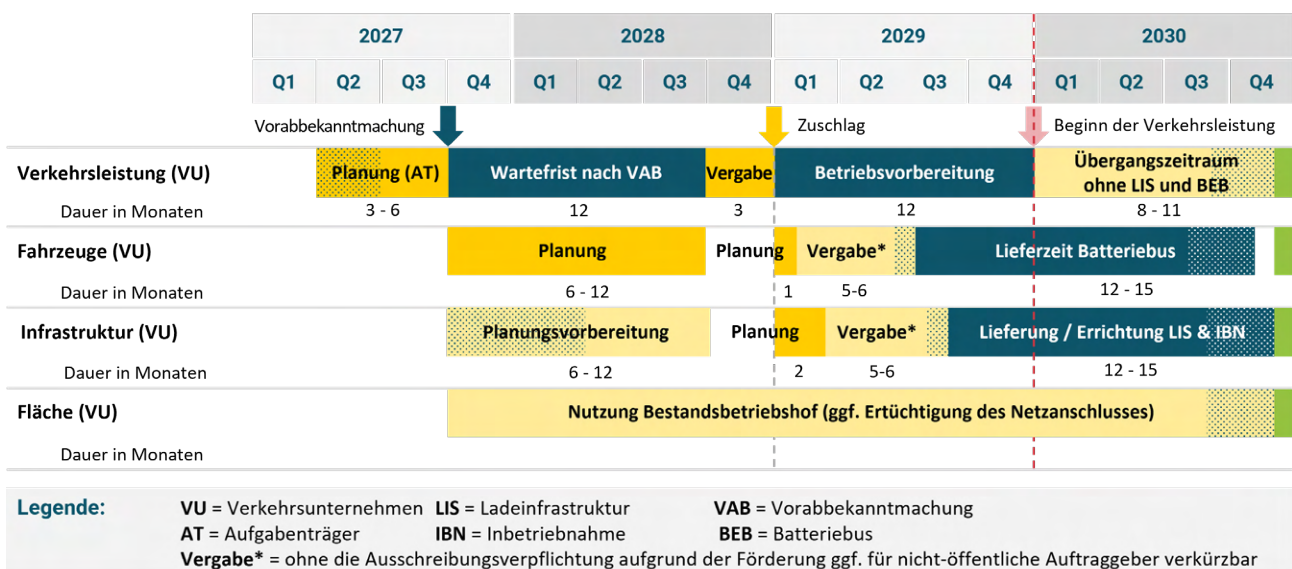 2027 2028 2029 2030
Q1 Q2 Q3 Q4 Q1 Q2 Q3 Q4 Q1 Q2 Q3 Q4 Q1 Q2 Q3 Q4
Vorabbekanntmachung Zuschlag Beginn der Verkehrsleistung
Verkehrsleistung (VU) Planung (AT) Wartefrist nach VAB Vergabe Betriebsvorbereitung Übergangszeitraum
ohne LIS und BEB
Dauer in Monaten 3 - 6 12 3 12 8 - 11
Fahrzeuge (VU) Planung Planung Vergabe* Lieferzeit Batteriebus
Dauer in Monaten 6 - 12 1 5-6 12 - 15
Infrastruktur (VU) Planungsvorbereitung Planung Vergabe* Lieferung / Errichtung LIS & IBN
Dauer in Monaten 6 - 12 2 5-6 12 - 15
Fläche (VU) Nutzung Bestandsbetriebshof (ggf. Ertüchtigung des Netzanschlusses)
Dauer in Monaten
Legende: VU = Verkehrsunternehmen LIS = Ladeinfrastruktur VAB = Vorabbekanntmachung
AT = Aufgabenträger IBN = Inbetriebnahme BEB = Batteriebus
Vergabe* = ohne die Ausschreibungsverpflichtung aufgrund der Förderung ggf. für nicht-öffentliche Auftraggeber verkürzbar